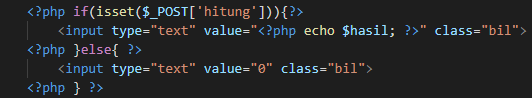 <?php if(isset($_POST['hitung'])){?>
<input type="text" value="<?php echo $hasil; ?>" class="bil">
<?php }else{ ?>
<input type="text" value="0" class="bil">
<?php } ?>